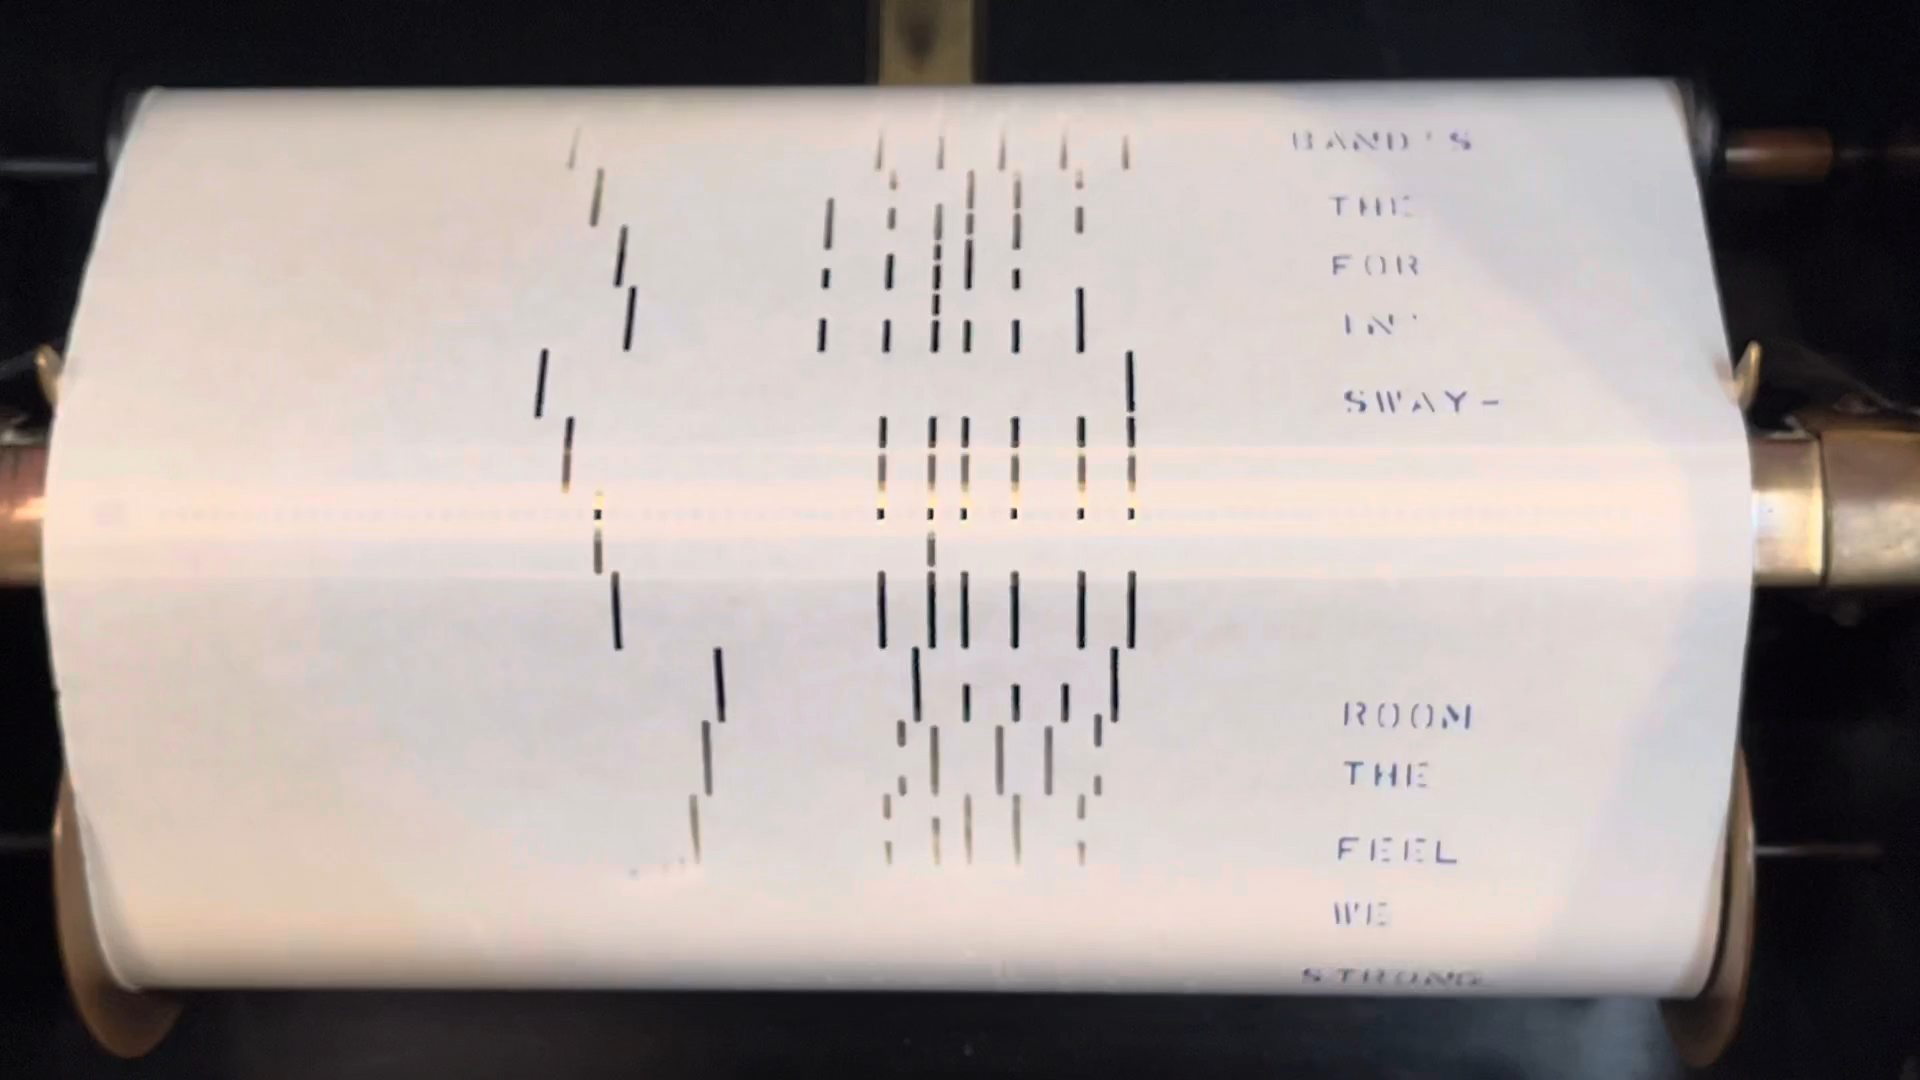 BAND'S
THE
FOR
IN'
SWAY-
ROOM
THE
FEEL
WE
STRONG